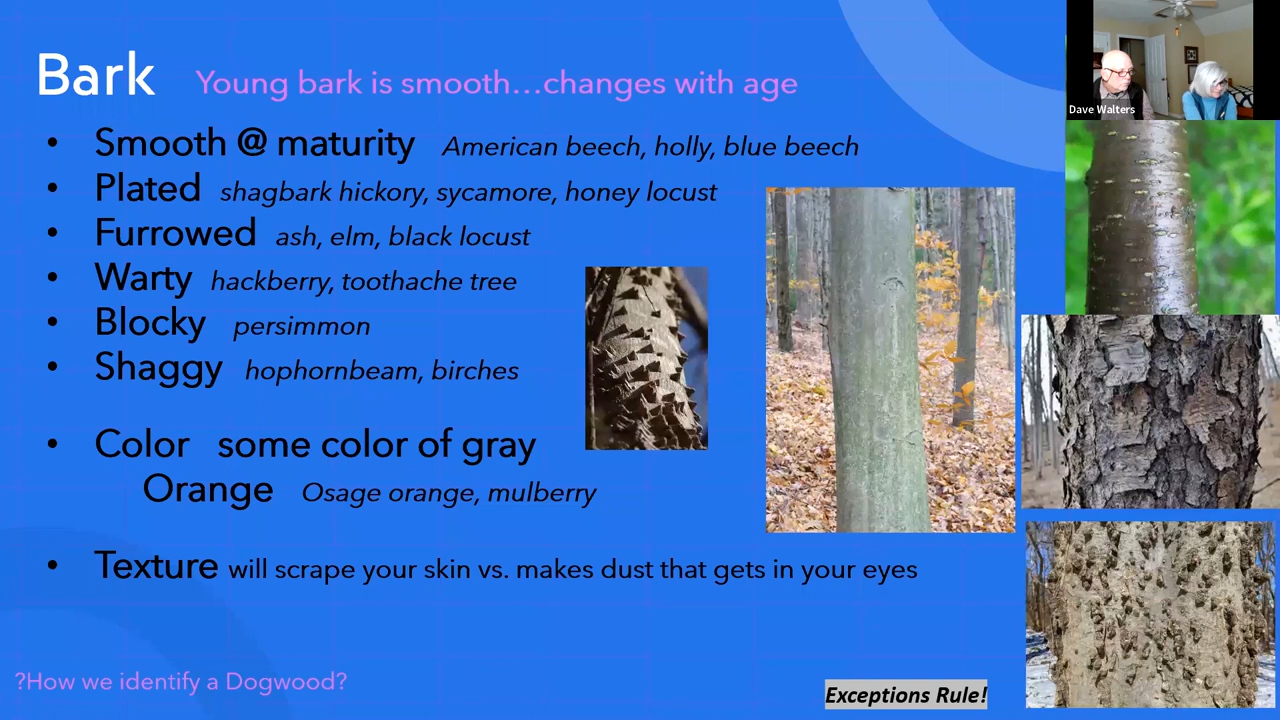 Bark Young bark is smooth...changes with age
• Smooth @ maturity American beech, holly, blue beech
• Plated shagbark hickory, sycamore, honey locust
• Furrowed ash, elm, black locust
• Warty hackberry, toothache tree
• Blocky persimmon
• Shaggy hophornbeam, birches
• Color some color of gray
Orange Osage orange, mulberry
• Texture will scrape your skin vs. makes dust that gets in your eyes
?How we identify a Dogwood?
Exceptions Rule!
Dave Walters